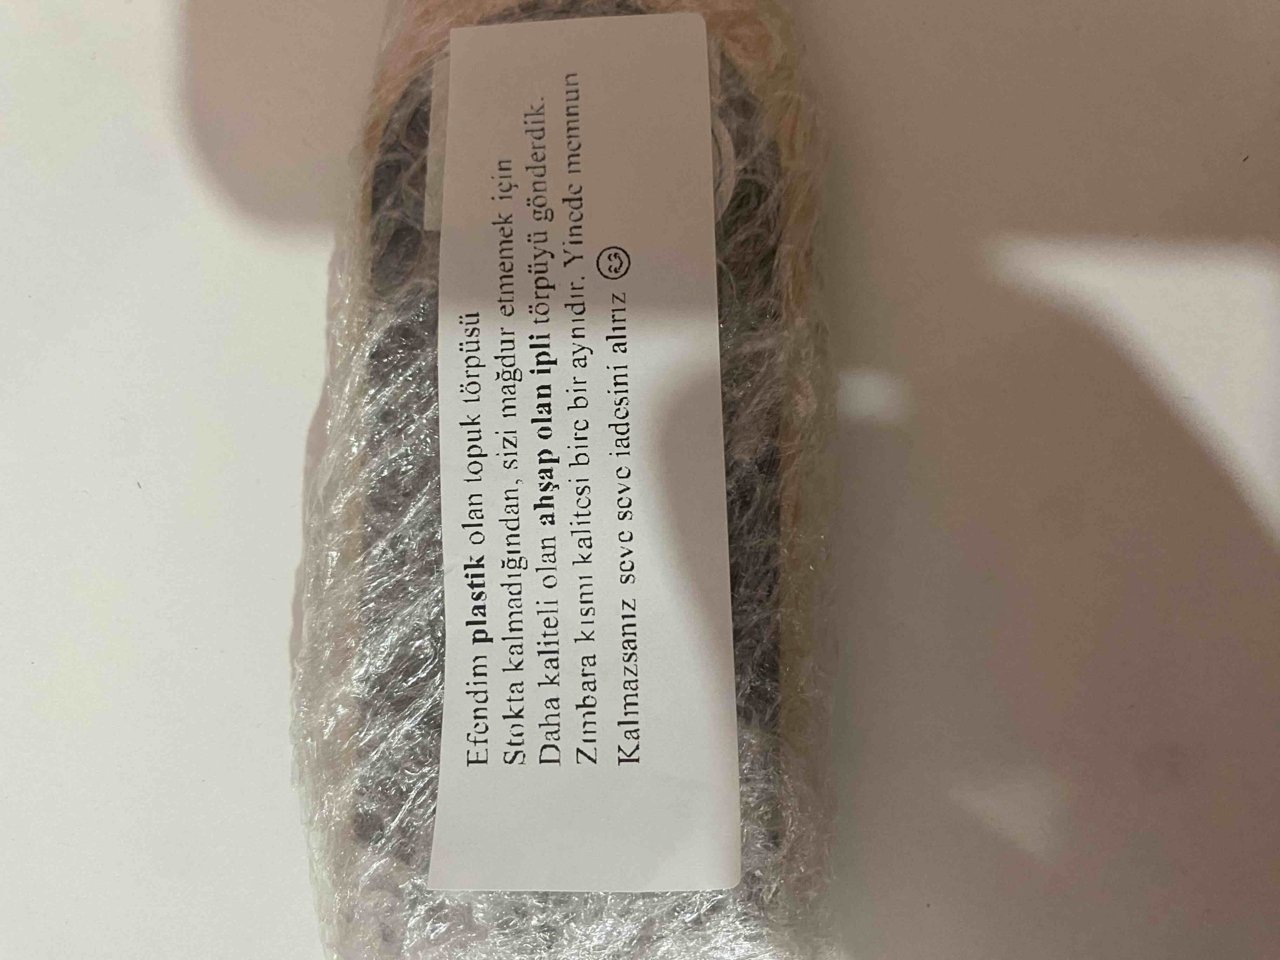 Efendim plastik olan topuk törpüsü
Stokta kalmadığından, sizi mağdur etmemek için
Daha kaliteli olan ahşap olan ipli törpüyü gönderdik.
Zımbara kısmı kalitesi bire bir aynıdır. Yinede memnun
Kalmazsanız seve seve iadesini alırız